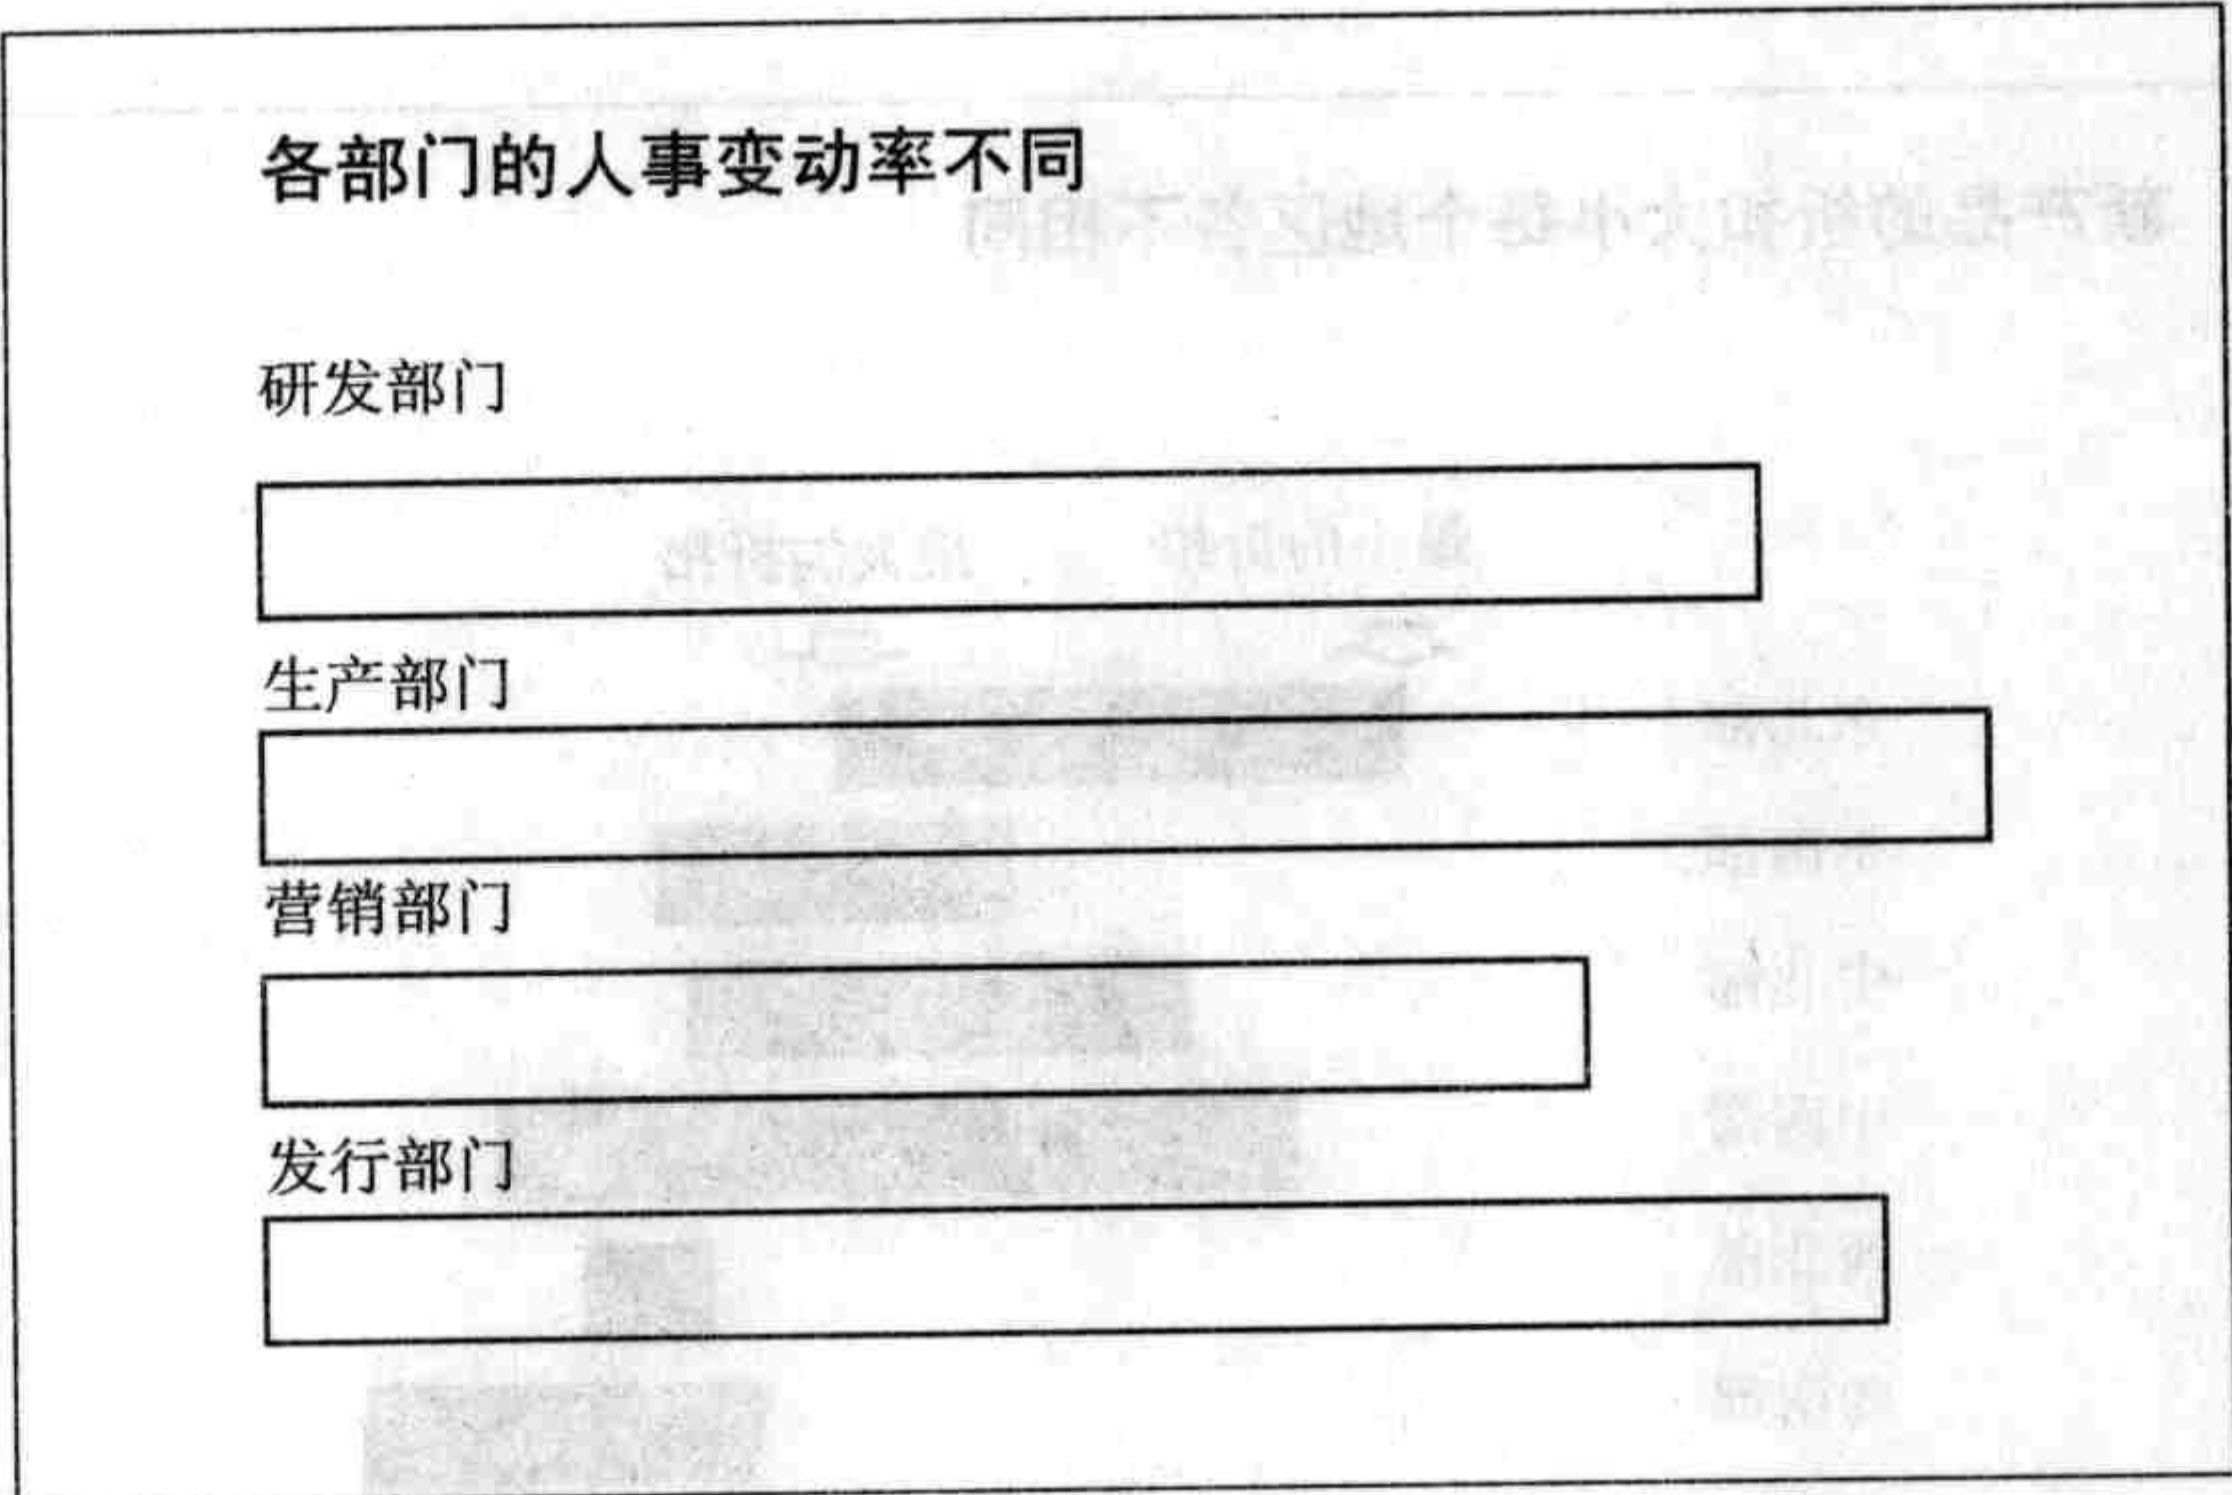 各部门的人事变动率不同
研发部门
生产部门
营销部门
发行部门